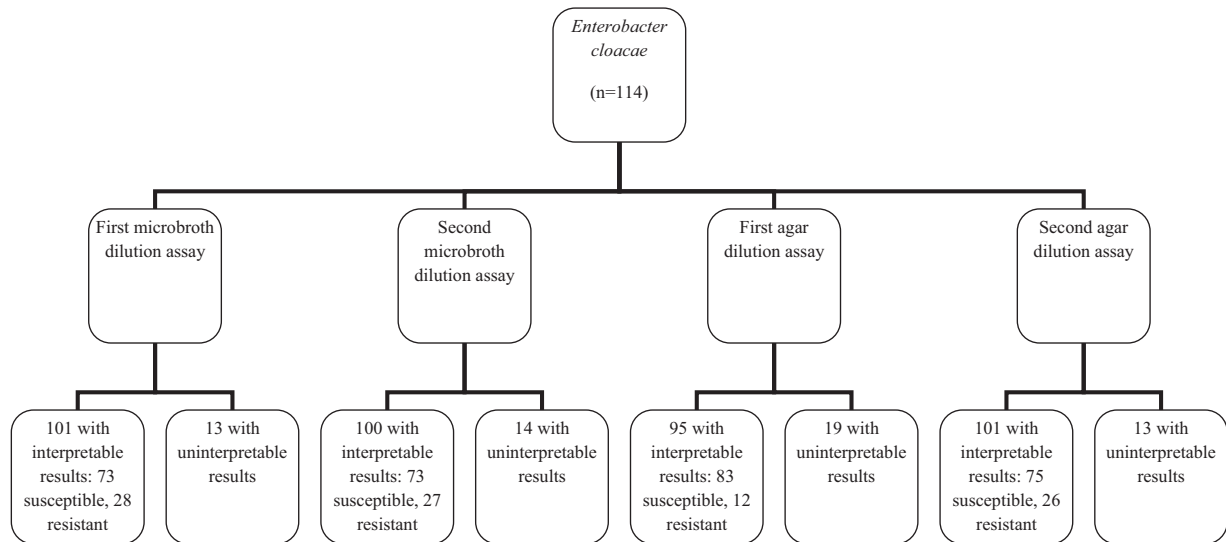 Enterobacter
cloacae
(n=114)
First microbroth
dilution assay
Second
microbroth
dilution assay
First agar
dilution assay
Second agar
dilution assay
101 with
interpretable
results: 73
susceptible, 28
resistant
13 with
uninterpretable
results
100 with
interpretable
results: 73
susceptible, 27
resistant
14 with
uninterpretable
results
95 with
interpretable
results: 83
susceptible, 12
resistant
19 with
uninterpretable
results
101 with
interpretable
results: 75
susceptible, 26
resistant
13 with
uninterpretable
results